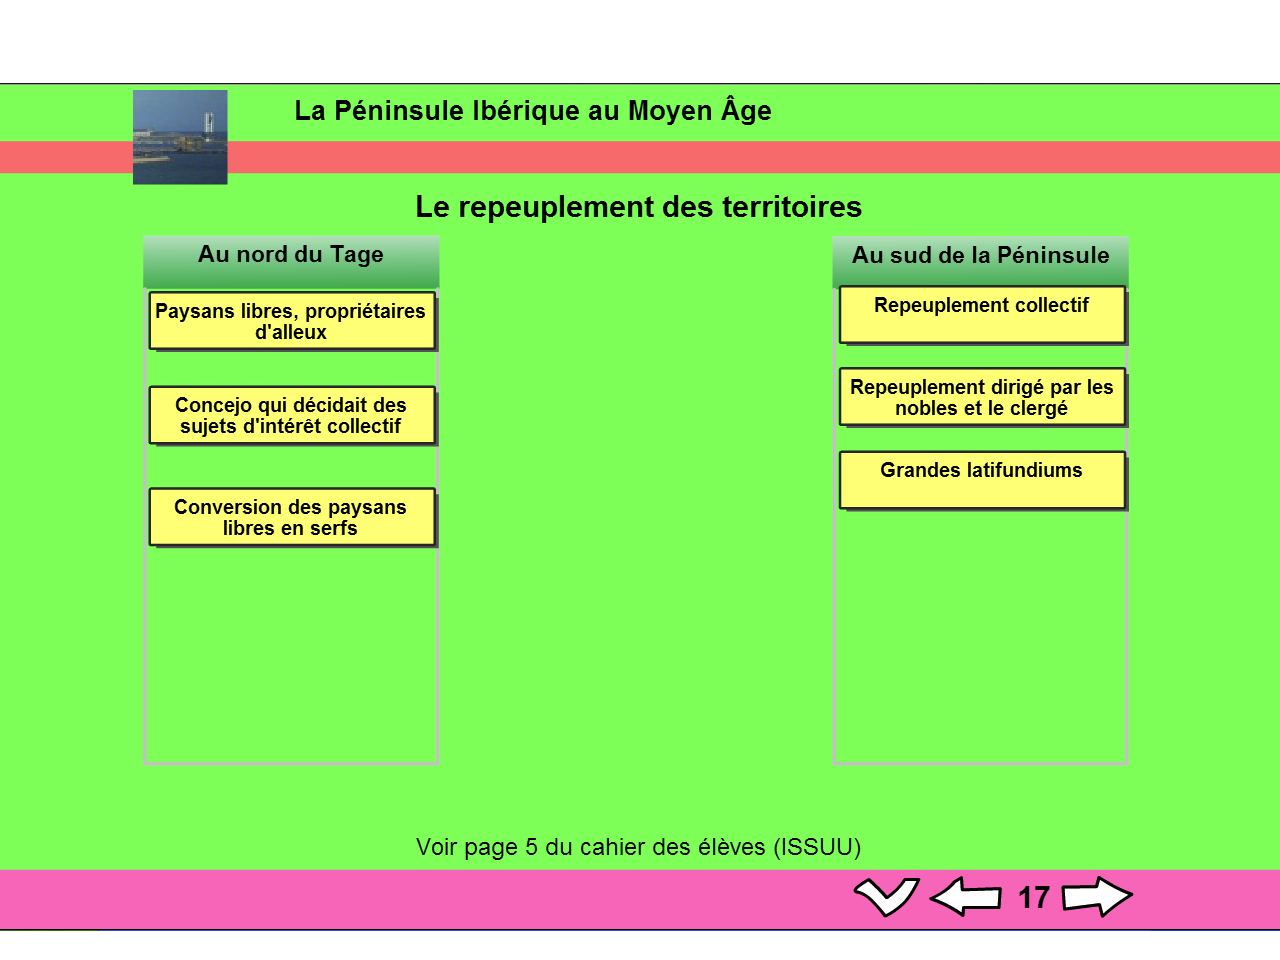 La Péninsule Ibérique au Moyen Âge
Le repeuplement des territoires
Au nord du Tage
Paysans libres, propriétaires
d'alleux
Concejo qui décidait des
sujets d'intérêt collectif
Conversion des paysans
libres en serfs
Au sud de la Péninsule
Repeuplement collectif
Repeuplement dirigé par les
nobles et le clergé
Grandes latifundiums
Voir page 5 du cahier des élèves (ISSUU)
17